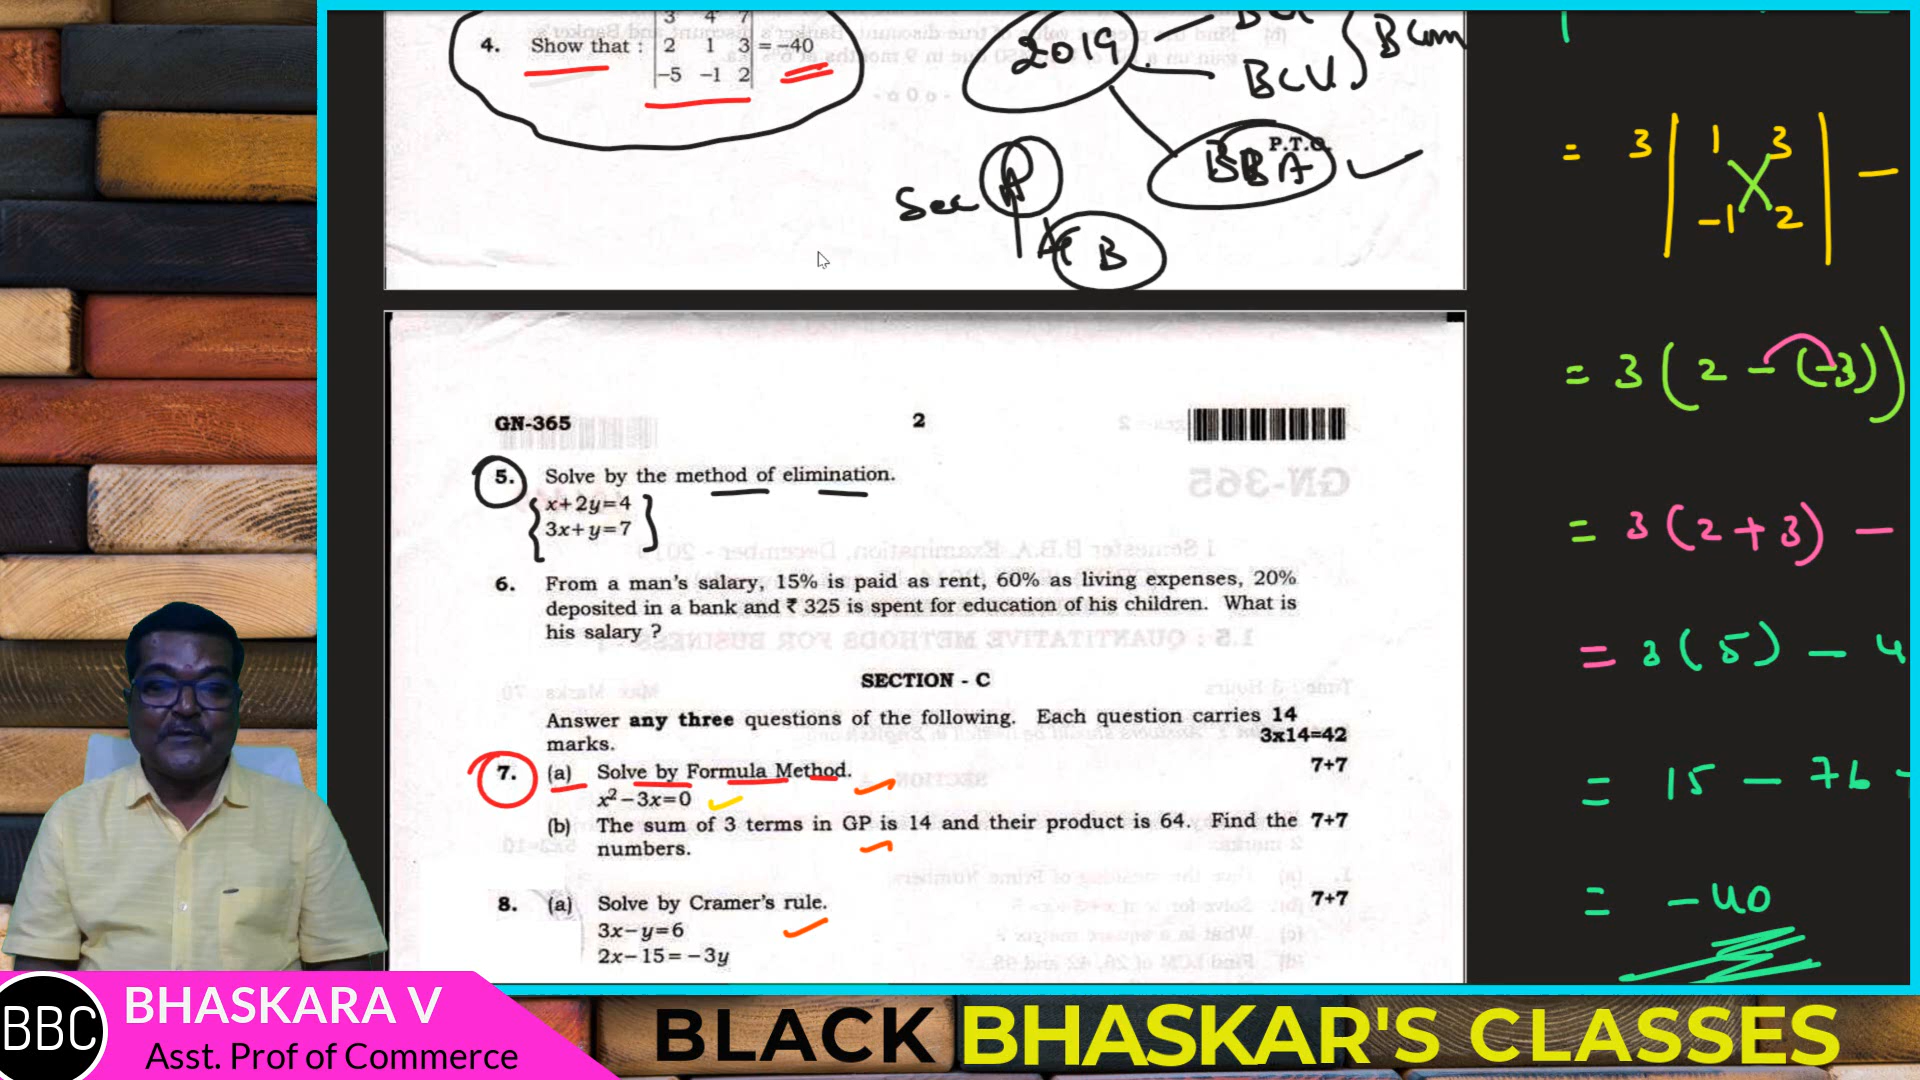 3 4 7
4. Show that : 2 1 3 = -40
-5 -1 2
2019
BCU
B Com
P.T.O.
BBA
Sec A
B
GN-365
2
5. Solve by the method of elimination.
x+2y=4
3x+y=7
6. From a man's salary, 15% is paid as rent, 60% as living expenses, 20%
deposited in a bank and ₹ 325 is spent for education of his children. What is
his salary ?
SECTION - C
Answer any three questions of the following. Each question carries 14
marks. 3x14=42
7. (a) Solve by Formula Method. 7+7
x²-3x=0
(b) The sum of 3 terms in GP is 14 and their product is 64. Find the 7+7
numbers.
8. (a) Solve by Cramer's rule. 7+7
3x-y=6
2x-15=-3y
= 3 | 1 3 | -
-1 2
= 3 ( 2 - (-3))
= 3 ( 2 + 3 ) -
= 3 ( 5 ) - 4
= 15 - 76 +
= -40
BBC
BHASKARA V
Asst. Prof of Commerce
BLACK BHASKAR'S CLASSES